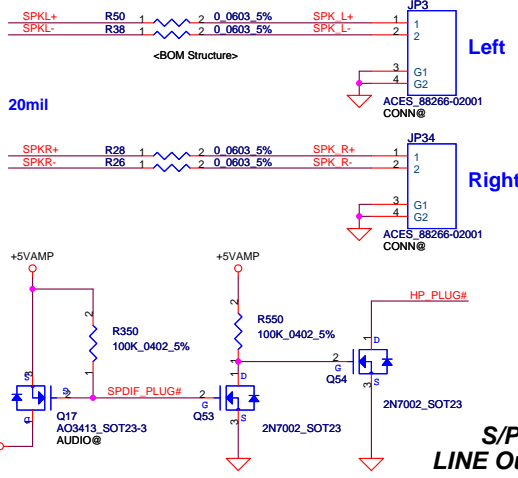 JP3
SPKL+ R50 1 2 0_0603_5% SPK_L+ 1 1
SPKL- R38 1 2 0_0603_5% SPK_L- 2 2
Left
<BOM Structure>
3 G1
4 G2
20mil
ACES_88266-02001
CONN@
JP34
SPKR+ R28 1 2 0_0603_5% SPK_R+ 1 1
SPKR- R26 1 2 0_0603_5% SPK_R- 2 2
Right
3 G1
4 G2
ACES_88266-02001
CONN@
+5VAMP +5VAMP
HP_PLUG#
2 R350
100K_0402_5%
1
2 R550
100K_0402_5%
1
1 D
2 G
Q54
3 S
2N7002_SOT23
SPDIF_PLUG#
2 G
1 D
3 S
Q53
2N7002_SOT23
Q17
AO3413_SOT23-3
AUDIO@
S/P
LINE Ou